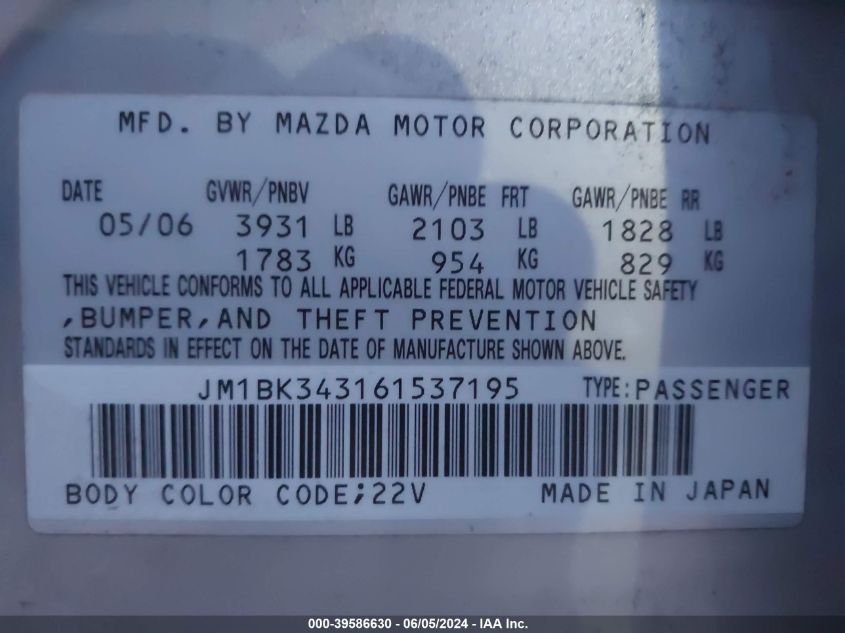 MFD. BY MAZDA MOTOR CORPORATION
DATE GVWR/PNBV GAWR/PNBE FRT GAWR/PNBE RR
05/06 3931 LB 2103 LB 1828 LB
1783 KG 954 KG 829 KG
THIS VEHICLE CONFORMS TO ALL APPLICABLE FEDERAL MOTOR VEHICLE SAFETY
,BUMPER,AND THEFT PREVENTION
STANDARDS IN EFFECT ON THE DATE OF MANUFACTURE SHOWN ABOVE.
JM1BK343161537195 TYPE:PASSENGER
BODY COLOR CODE;22V MADE IN JAPAN
000-39586630 - 06/05/2024 - IAA Inc.